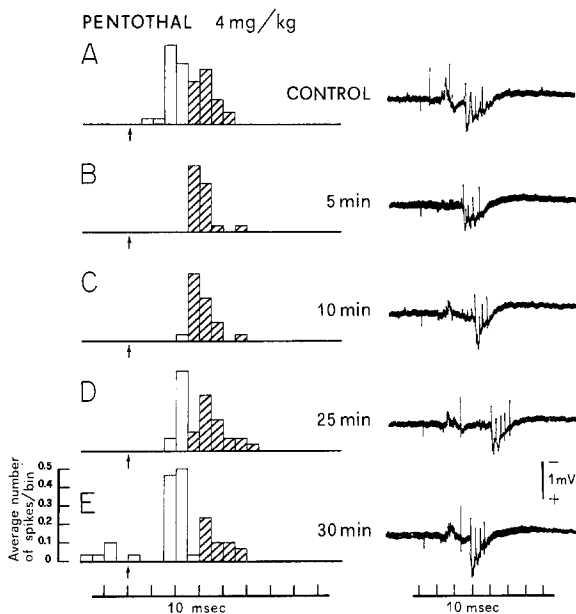 PENTOTHAL 4 mg/kg
A
CONTROL
B
5 min
C
10 min
D
25 min
E
30 min
Average number
of spikes/bin
0.5
0.4
0.3
0.2
0.1
0
−
1mV
+
10 msec
10 msec